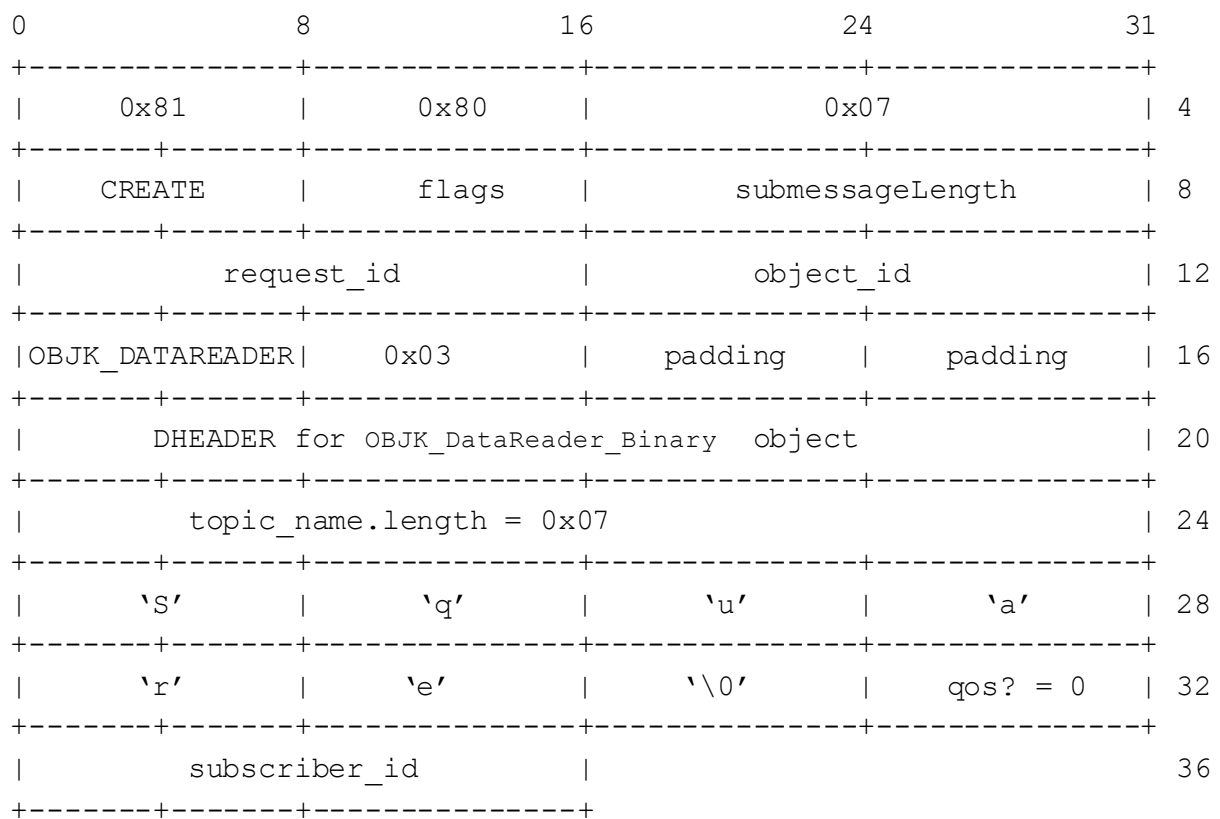 0 8 16 24 31
+---------------+---------------+---------------+---------------+
| 0x81 | 0x80 | 0x07 | 4
+-------+-------+---------------+---------------+---------------+
| CREATE | flags | submessageLength | 8
+-------+-------+---------------+---------------+---------------+
| request_id | object_id | 12
+-------+-------+---------------+---------------+---------------+
|OBJK_DATAREADER| 0x03 | padding | padding | 16
+-------+-------+---------------+---------------+---------------+
| DHEADER for OBJK_DataReader_Binary object | 20
+-------+-------+---------------+---------------+---------------+
| topic_name.length = 0x07 | 24
+-------+-------+---------------+---------------+---------------+
| ‘S’ | ‘q’ | ‘u’ | ‘a’ | 28
+-------+-------+---------------+---------------+---------------+
| ‘r’ | ‘e’ | ‘\0’ | qos? = 0 | 32
+-------+-------+---------------+---------------+---------------+
| subscriber_id | 36
+-------+-------+---------------+